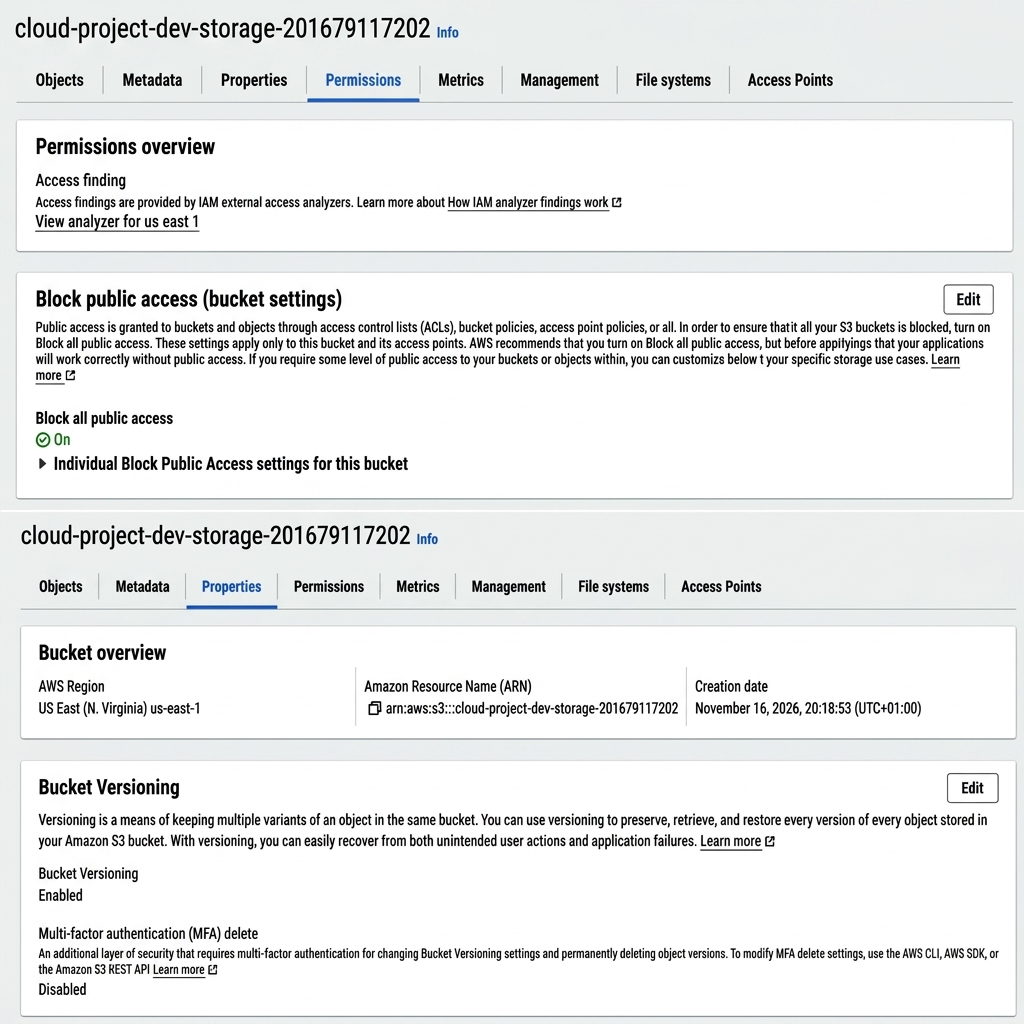 cloud-project-dev-storage-201679117202 Info
Objects Metadata Properties Permissions Metrics Management File systems Access Points
Permissions overview
Access finding
Access findings are provided by IAM external access analyzers. Learn more about How IAM analyzer findings work
View analyzer for us east 1
Block public access (bucket settings)
Edit
Public access is granted to buckets and objects through access control lists (ACLs), bucket policies, access point policies, or all. In order to ensure thatit all your S3 buckets is blocked, turn on
Block all public access. These settings apply only to this bucket and its access points. AWS recommends that you turn on Block all public access, but before applyings that your applications
will work correctly without public access. If you require some level of public access to your buckets or objects within, you can customizs below t your specific storage use cases. Learn
more
Block all public access
On
Individual Block Public Access settings for this bucket
cloud-project-dev-storage-201679117202 Info
Objects Metadata Properties Permissions Metrics Management File systems Access Points
Bucket overview
AWS Region
US East (N. Virginia) us-east-1
Amazon Resource Name (ARN)
arn:aws:s3:::cloud-project-dev-storage-201679117202
Creation date
November 16, 2026, 20:18:53 (UTC+01:00)
Bucket Versioning
Edit
Versioning is a means of keeping multiple variants of an object in the same bucket. You can use versioning to preserve, retrieve, and restore every version of every object stored in
your Amazon S3 bucket. With versioning, you can easily recover from both unintended user actions and application failures. Learn more
Bucket Versioning
Enabled
Multi-factor authentication (MFA) delete
An additional layer of security that requires multi-factor authentication for changing Bucket Versioning settings and permanently deleting object versions. To modify MFA delete settings, use the AWS CLI, AWS SDK, or
the Amazon S3 REST API Learn more
Disabled